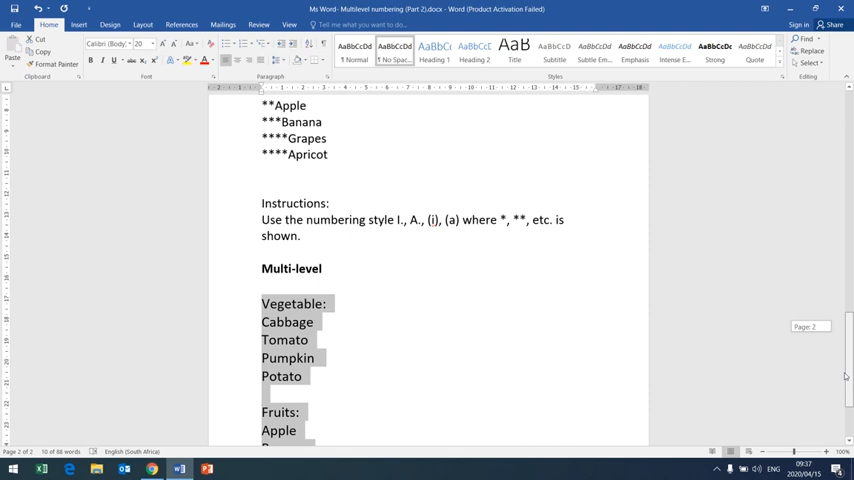 Ms Word- Multilevel numbering (Part 2).docx - Word (Product Activation Failed)
File Home Insert Design Layout References Mailings Review View Tell me what you want to do... Sign in Share
Cut
Copy
Format Painter
Paste
Clipboard
Calibri (Body) 20
B I U
Font
Paragraph
AaBbCcDd AaBbCcDd AaBbCc AaBbCcE AaB AaBbCcD AaBbCcDd AaBbCcDd AaBbCcDd AaBbCcDd AaBbCcDd
¶ Normal ¶ No Spac... Heading 1 Heading 2 Title Subtitle Subtle Em... Emphasis Intense E... Strong Quote
Styles
Find
Replace
Select
Editing
**Apple
***Banana
****Grapes
****Apricot
Instructions:
Use the numbering style I., A., (i), (a) where *, **, etc. is
shown.
Multi-level
Vegetable:
Cabbage
Tomato
Pumpkin
Potato
Fruits:
Apple
Page: 2
Page 2 of 2 10 of 88 words English (South Africa) 100%
ENG
09:37
2020/04/15